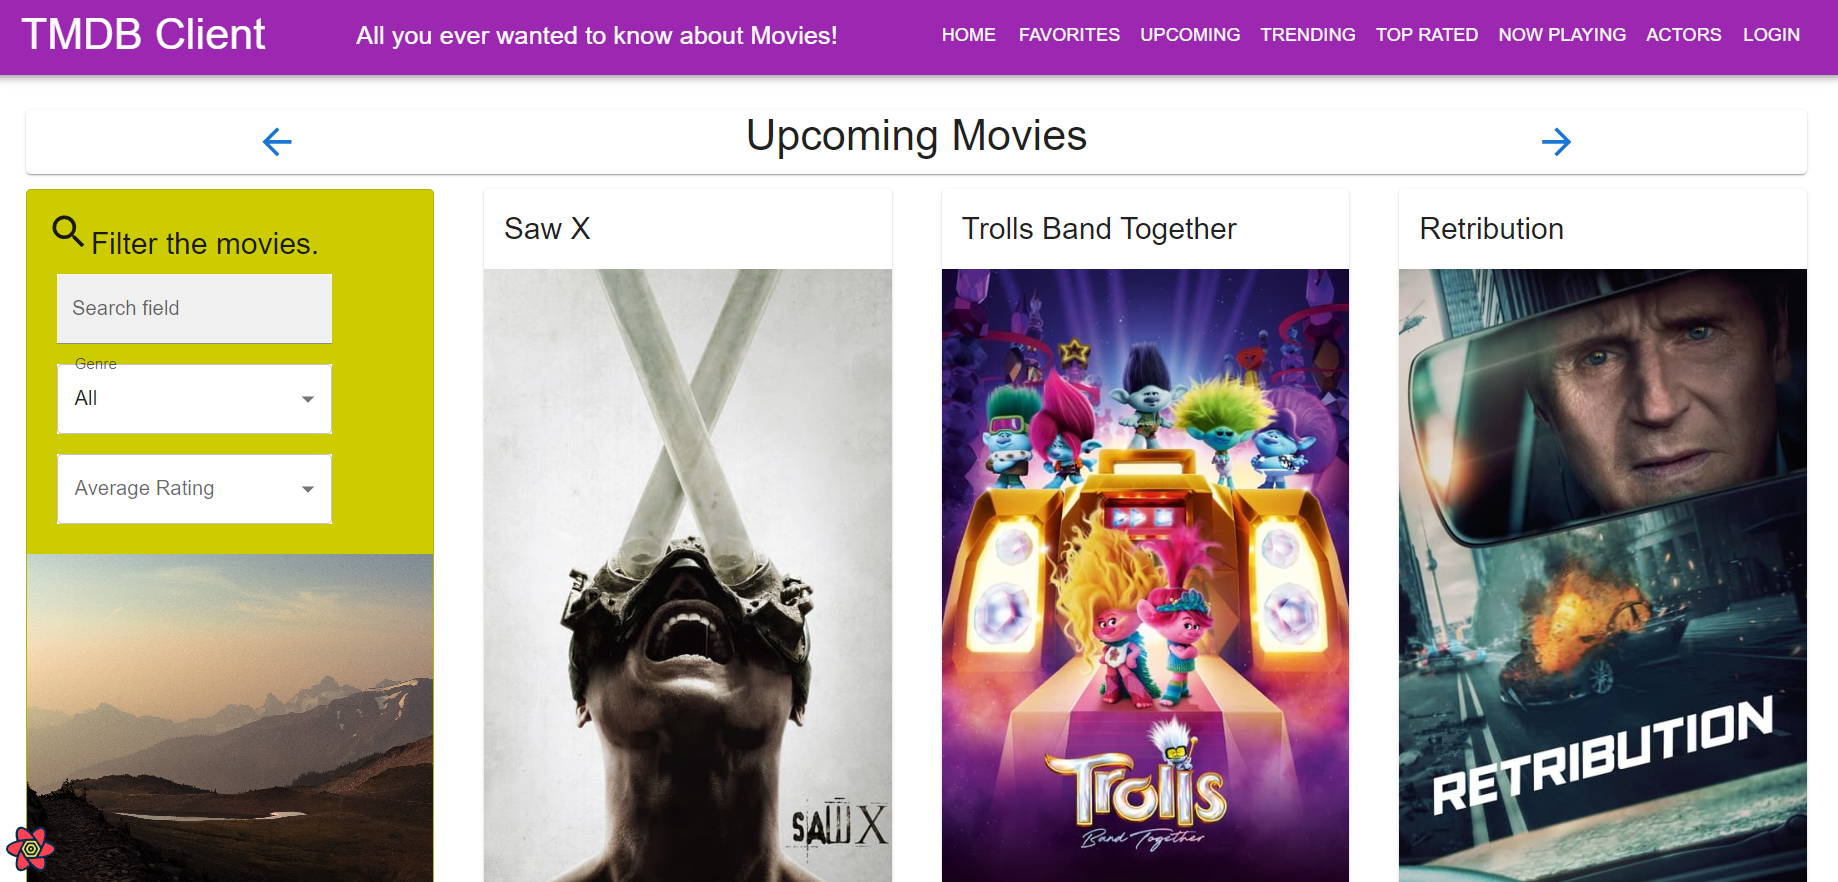 TMDB Client
All you ever wanted to know about Movies!
HOME FAVORITES UPCOMING TRENDING TOP RATED NOW PLAYING ACTORS LOGIN
Upcoming Movies
Filter the movies.
Search field
Genre
All
Average Rating
Saw X
SAW X
Trolls Band Together
Trolls
Band Together
Retribution
RETRIBUTION